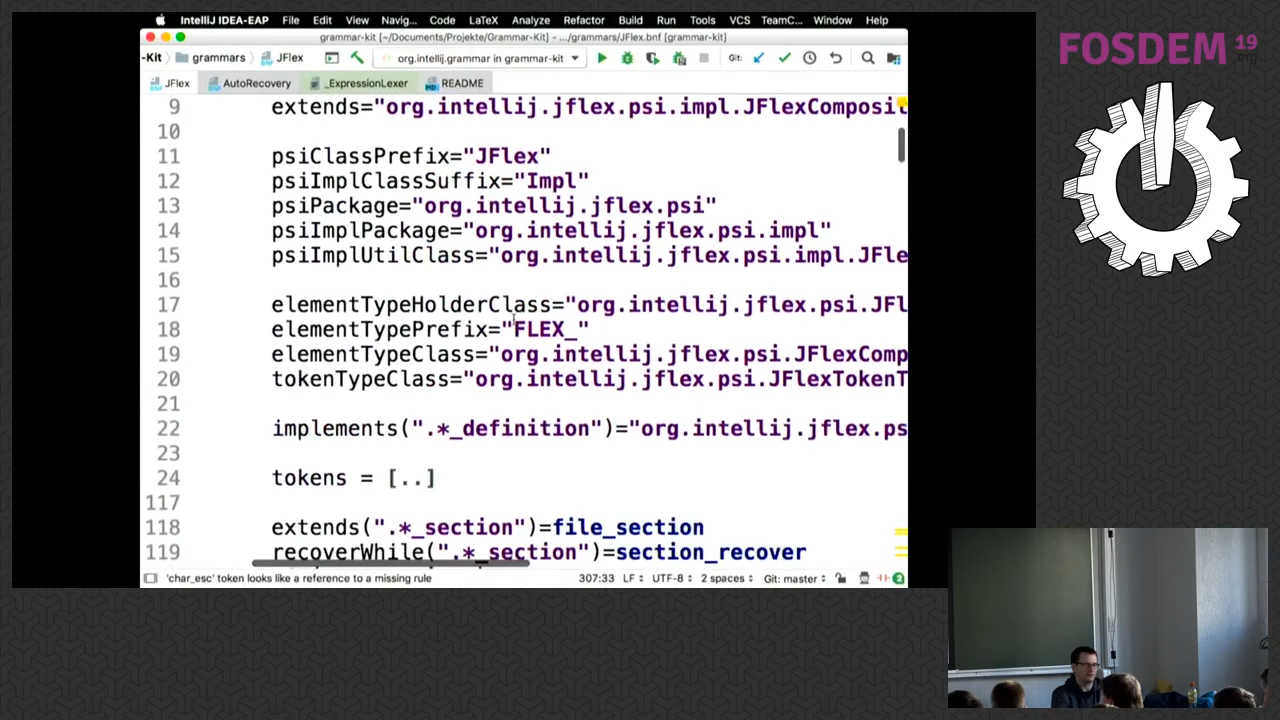 IntelliJ IDEA-EAP File Edit View Navig... Code LaTeX Analyze Refactor Build Run Tools VCS TeamC... Window Help
grammar-kit [~/Documents/Projekte/Grammar-Kit] - .../grammars/JFlex.bnf [grammar-kit]
-Kit grammars JFlex org.intellij.grammar in grammar-kit Git:
JFlex AutoRecovery _ExpressionLexer README
9 extends="org.intellij.jflex.psi.impl.JFlexComposit
10
11 psiClassPrefix="JFlex"
12 psiImplClassSuffix="Impl"
13 psiPackage="org.intellij.jflex.psi"
14 psiImplPackage="org.intellij.jflex.psi.impl"
15 psiImplUtilClass="org.intellij.jflex.psi.impl.JFle
16
17 elementTypeHolderClass="org.intellij.jflex.psi.JFl
18 elementTypePrefix="FLEX_"
19 elementTypeClass="org.intellij.jflex.psi.JFlexComp
20 tokenTypeClass="org.intellij.jflex.psi.JFlexTokenT
21
22 implements(".*_definition")="org.intellij.jflex.ps
23
24 tokens = [..]
117
118 extends(".*_section")=file_section
119 recoverWhile(".*_section")=section_recover
'char_esc' token looks like a reference to a missing rule 307:33 LF UTF-8 2 spaces Git: master 2
FOSDEM 19
.org